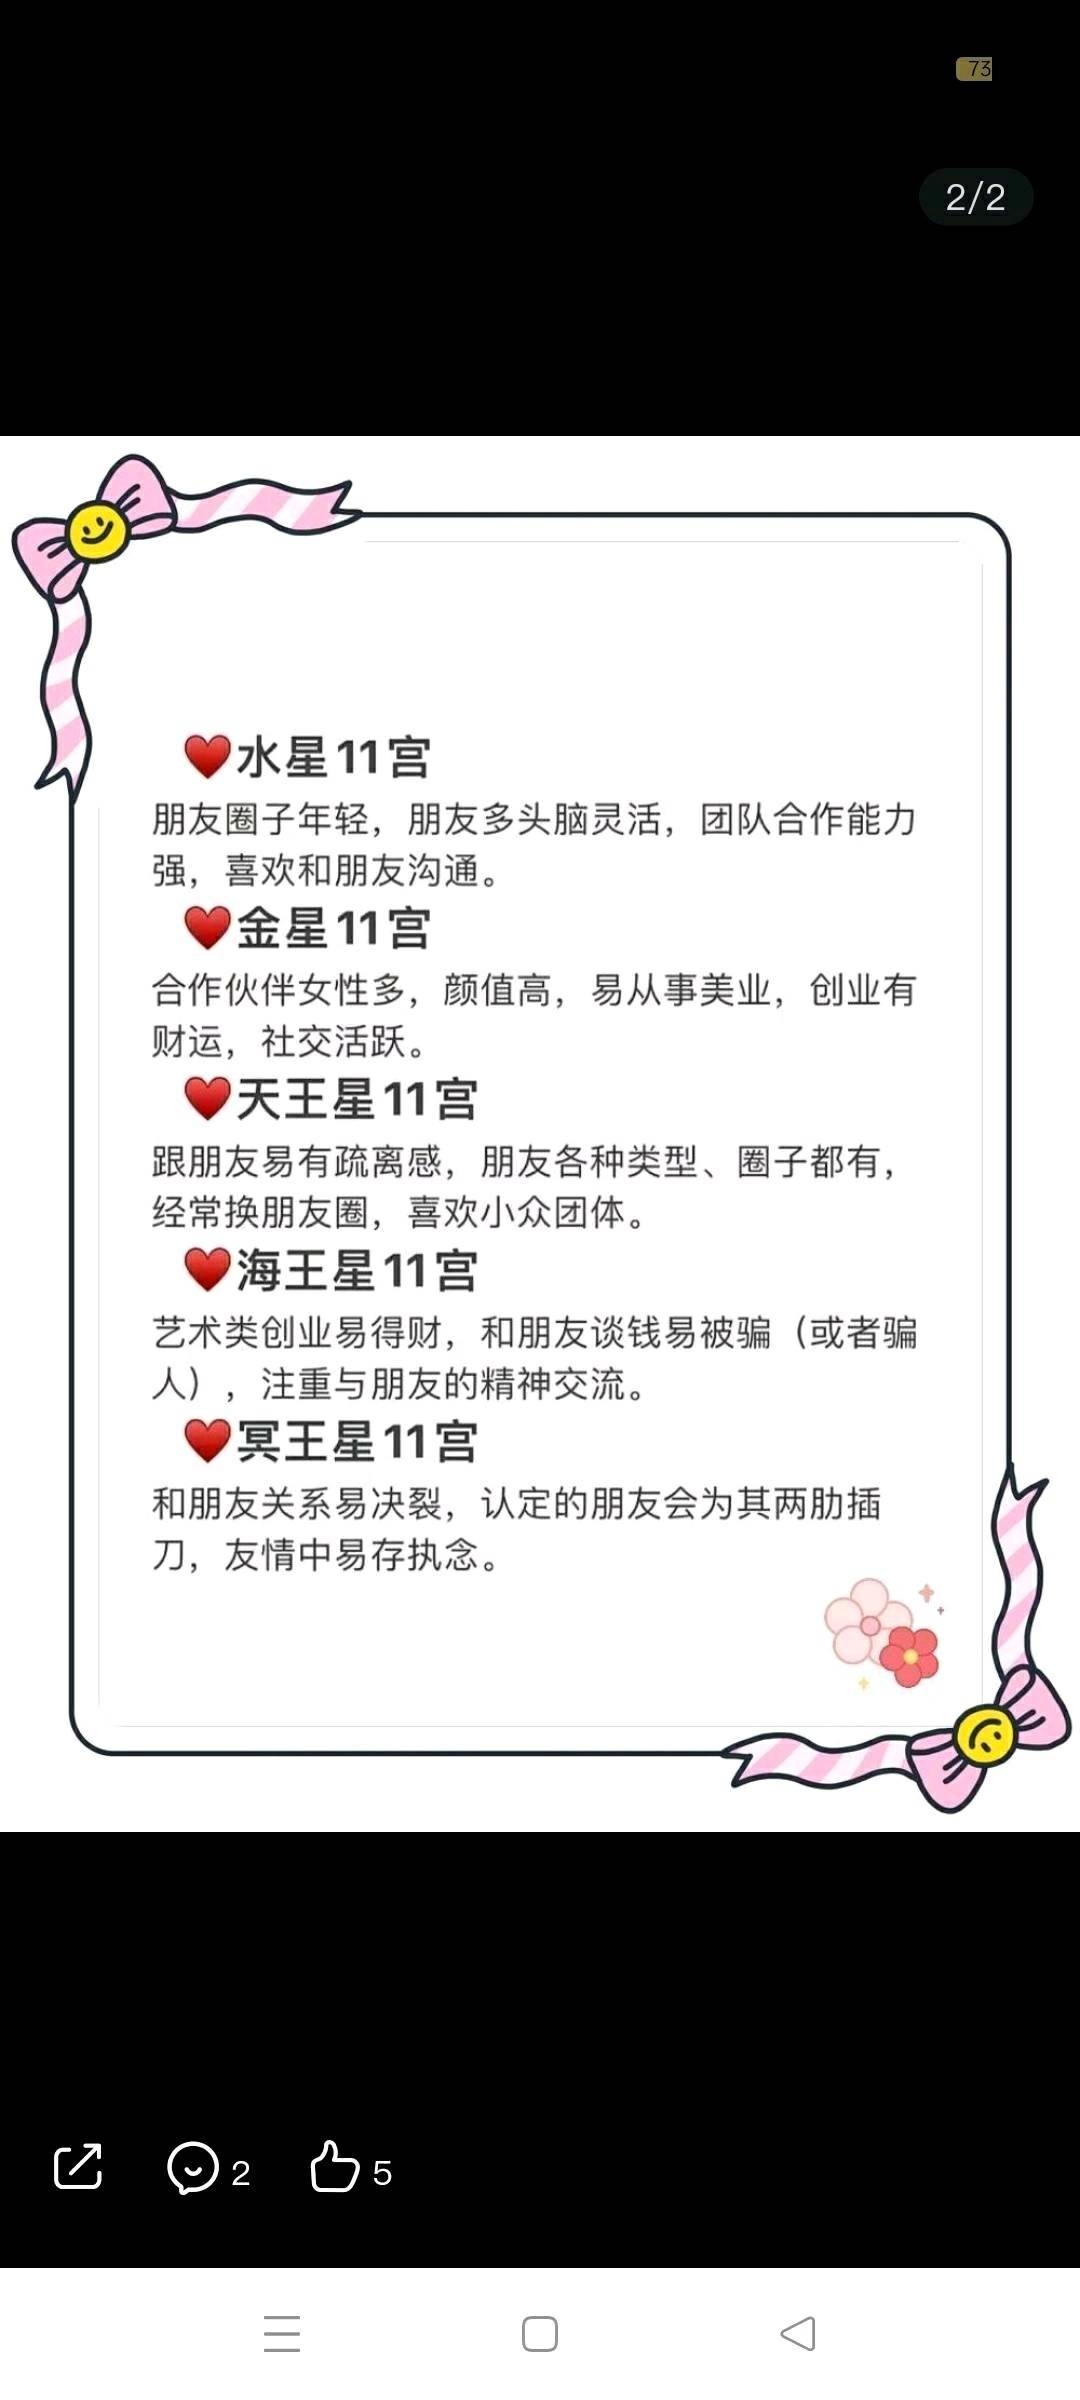 73
2/2
♥️水星11宫
朋友圈子年轻，朋友多头脑灵活，团队合作能力
强，喜欢和朋友沟通。
♥️金星11宫
合作伙伴女性多，颜值高，易从事美业，创业有
财运，社交活跃。
♥️天王星11宫
跟朋友易有疏离感，朋友各种类型、圈子都有，
经常换朋友圈，喜欢小众团体。
♥️海王星11宫
艺术类创业易得财，和朋友谈钱易被骗（或者骗
人），注重与朋友的精神交流。
♥️冥王星11宫
和朋友关系易决裂，认定的朋友会为其两肋插
刀，友情中易存执念。
2
5